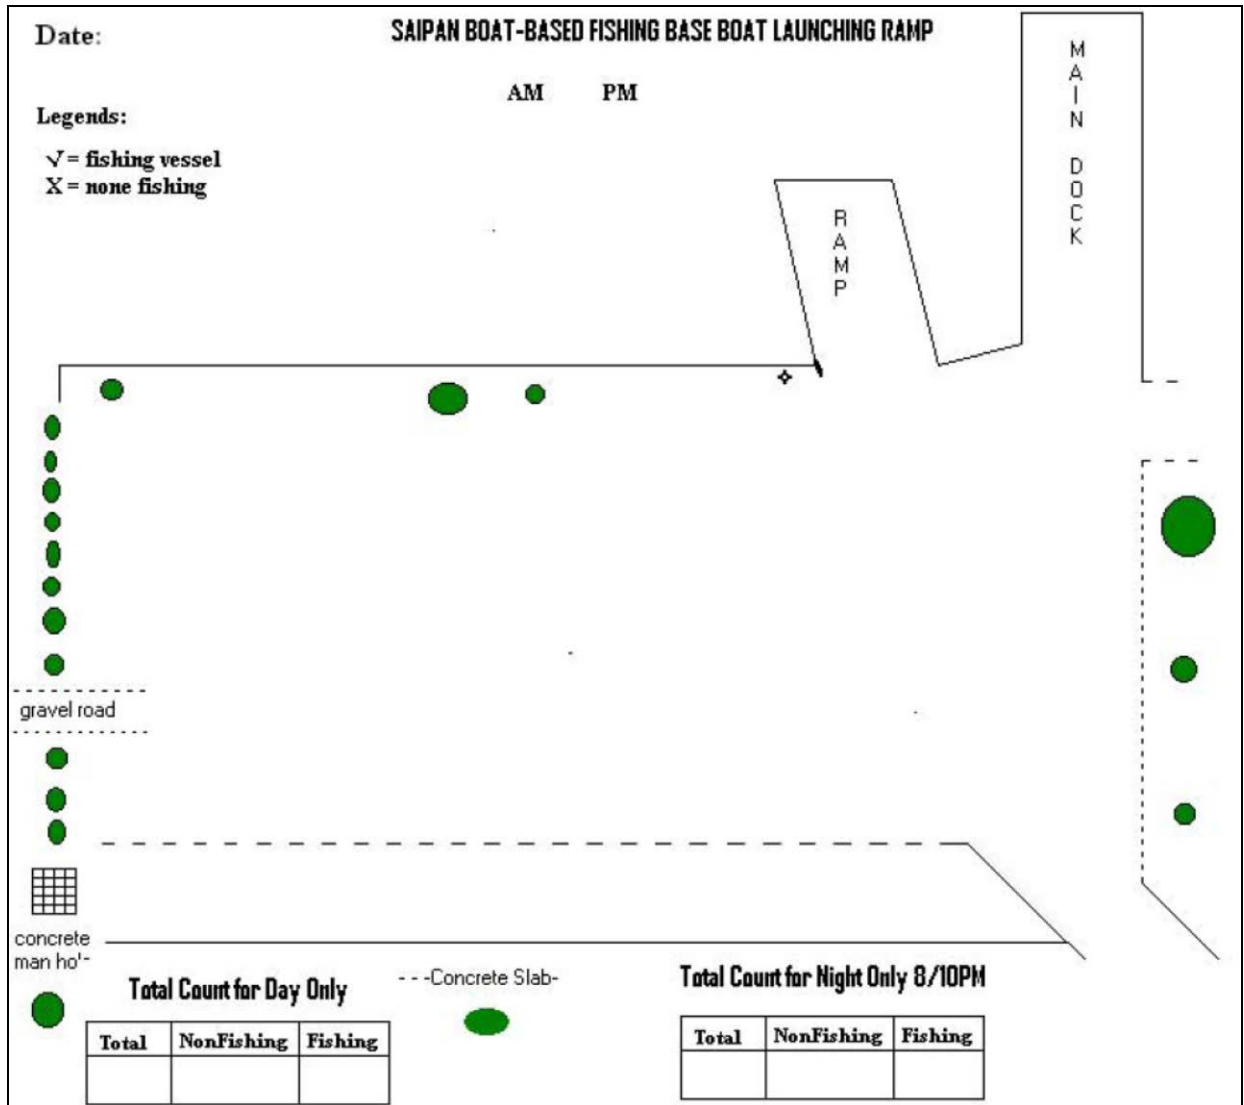 Date:
SAIPAN BOAT-BASED FISHING BASE BOAT LAUNCHING RAMP
AM PM
Legends:
√ = fishing vessel
X = none fishing
MAIN DOCK
RAMP
gravel road
concrete
man ho'-
---Concrete Slab-
Total Count for Day Only
Total NonFishing Fishing
Total Count for Night Only 8/10PM
Total NonFishing Fishing